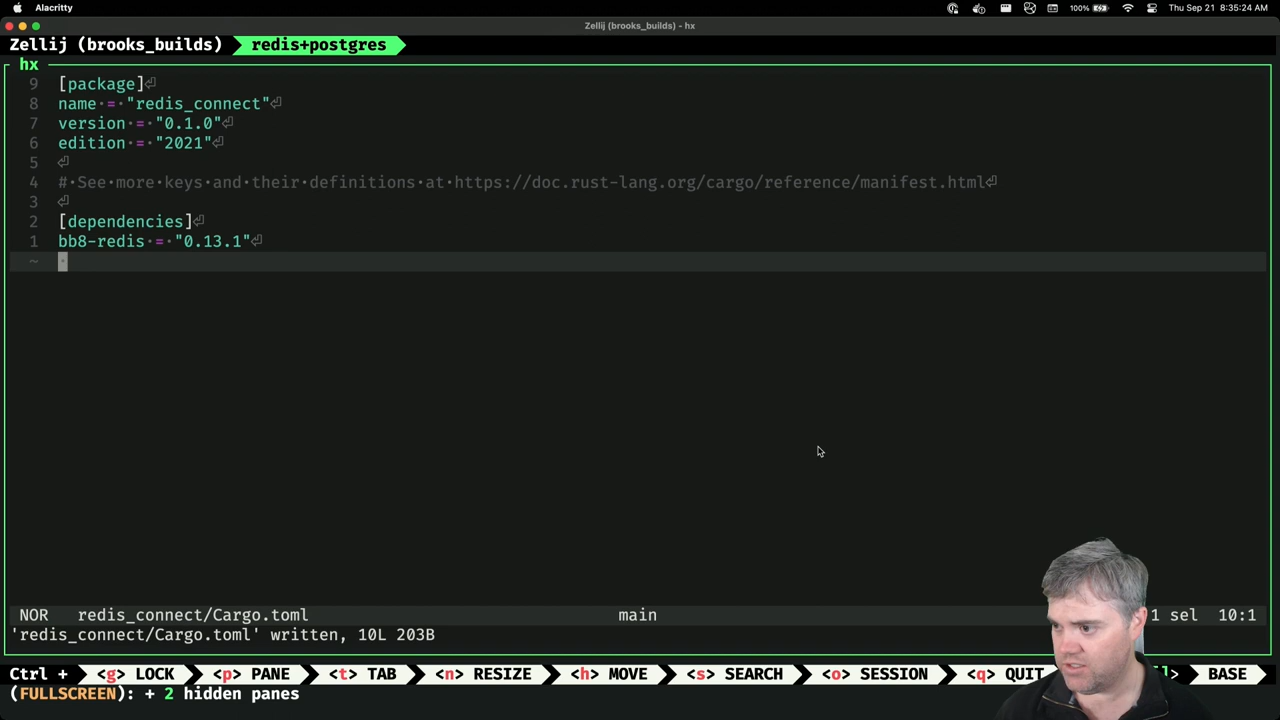 Alacritty
100%
Thu Sep 21 8:35:24
Zellij (brooks_builds) - hx
Zellij (brooks_builds) redis+postgres
hx
9 [package]⏎
8 name·=·"redis_connect"⏎
7 version·=·"0.1.0"⏎
6 edition·=·"2021"⏎
5 ⏎
4 #·See·more·keys·and·their·definitions·at·https://doc.rust-lang.org/cargo/reference/manifest.html⏎
3 ⏎
2 [dependencies]⏎
1 bb8-redis·=·"0.13.1"⏎
~
NOR redis_connect/Cargo.toml main 1 sel 10:1
'redis_connect/Cargo.toml' written, 10L 203B
Ctrl + <g> LOCK <p> PANE <t> TAB <n> RESIZE <h> MOVE <s> SEARCH <o> SESSION <q> QUIT BASE
(FULLSCREEN): + 2 hidden panes